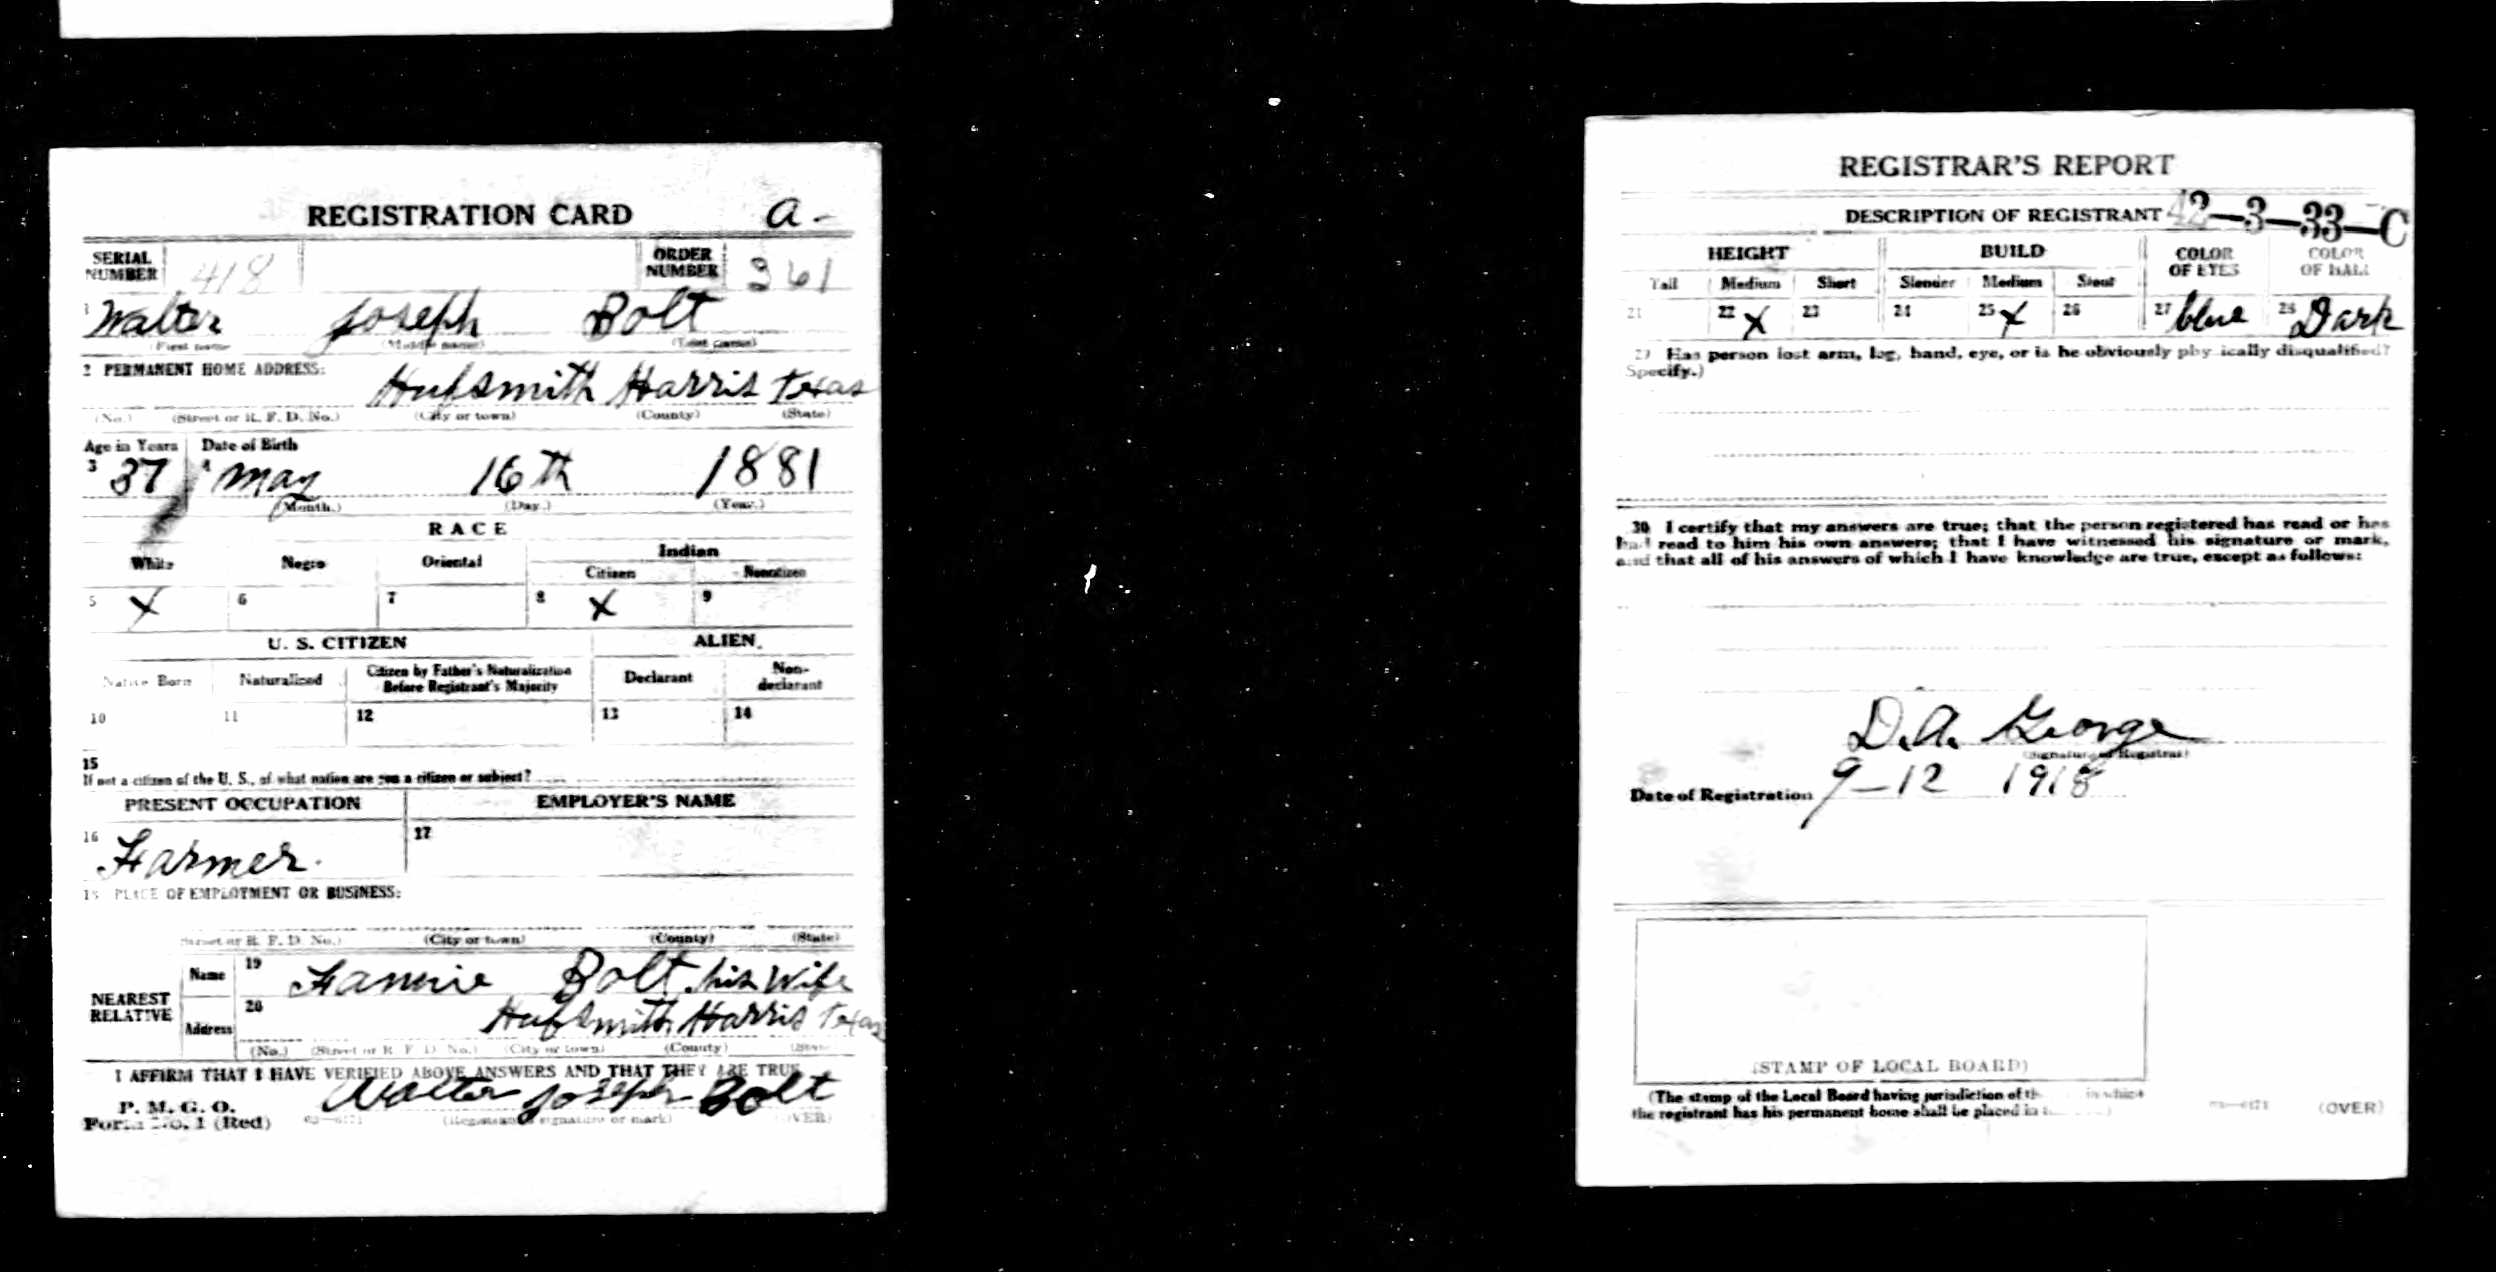 REGISTRATION CARD a-
SERIAL NUMBER 418 ORDER NUMBER 361
1 Walter Joseph Bolt
(First name) (Middle name) (Last name)
2 PERMANENT HOME ADDRESS:
Hufsmith Harris Texas
(No.) (Street or R. F. D. No.) (City or town) (County) (State)
Age in Years Date of Birth
3 37 4 May 16th 1881
(Month.) (Day.) (Year.)
RACE
White Negro Oriental Indian
Citizen Noncitizen
5 X 6 7 8 X 9
U. S. CITIZEN ALIEN
Native Born Naturalized Citizen by Father's Naturalization Before Registrant's Majority Declarant Non-declarant
10 11 12 13 14
15
If not a citizen of the U. S., of what nation are you a citizen or subject?
PRESENT OCCUPATION EMPLOYER'S NAME
16 Farmer. 17
18 PLACE OF EMPLOYMENT OR BUSINESS:
Street or R. F. D. No.) (City or town) (County) (State)
NEAREST RELATIVE
Name 19 Fannie Bolt his wife
Address 20 Hufsmith Harris Texas
(No.) (Street or R. F. D. No.) (City or town) (County) (State
I AFFIRM THAT I HAVE VERIFIED ABOVE ANSWERS AND THAT THEY ARE TRUE
P. M. G. O. Walter Joseph Bolt
Form No. 1 (Red) 03—6171 (Registrant's signature or mark) (OVER)
REGISTRAR'S REPORT
DESCRIPTION OF REGISTRANT 42—3—33—C
HEIGHT BUILD COLOR OF EYES COLOR OF HAIR
Tall Medium Short Slender Medium Stout
21 22 X 23 24 25 X 26 27 blue 28 Dark
29 Has person lost arm, leg, hand, eye, or is he obviously physically disqualified?
Specify.)
30 I certify that my answers are true; that the person registered has read or has
had read to him his own answers; that I have witnessed his signature or mark,
and that all of his answers of which I have knowledge are true, except as follows:
D. A. George
(Signature of Registrar)
Date of Registration 9-12 1918
(STAMP OF LOCAL BOARD)
(The stamp of the Local Board having jurisdiction of the in which
the registrant has his permanent home shall be placed in
03—6171 (OVER)